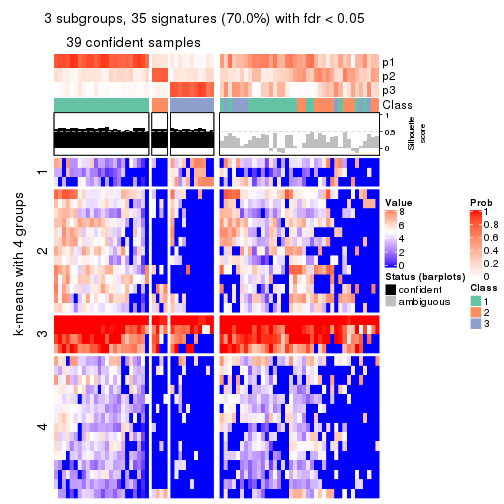 3 subgroups, 35 signatures (70.0%) with fdr < 0.05
39 confident samples
p1
p2
p3
Class
1
0.5
0
Silhouette
score
k-means with 4 groups
1
2
3
4
Value
8
6
4
2
0
Status (barplots)
confident
ambiguous
Prob
1
0.8
0.6
0.4
0.2
0
Class
1
2
3